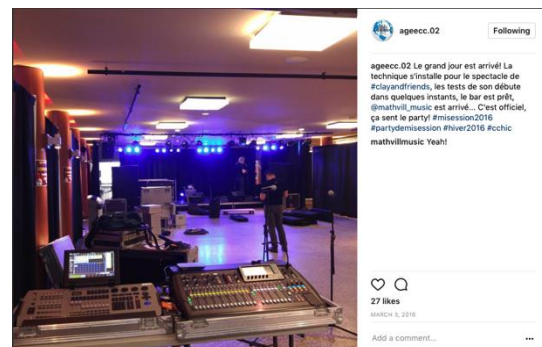 ageecc.02
Following
ageecc.02 Le grand jour est arrivé! La
technique s'installe pour le spectacle de
#clayandfriends, les tests de son débute
dans quelques instants, le bar est prêt,
@mathvill_music est arrivé... C'est officiel,
ça sent le party! #misession2016
#partydemisession #hiver2016 #cchic
mathvillmusic Yeah!
27 likes
MARCH 3, 2016
Add a comment...